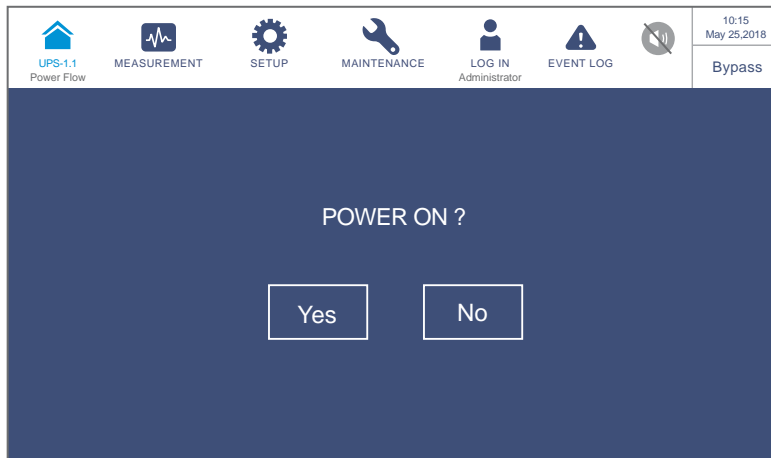 UPS-1.1
Power Flow
MEASUREMENT
SETUP
MAINTENANCE
LOG IN
Administrator
EVENT LOG
10:15
May 25,2018
Bypass
POWER ON ?
Yes
No